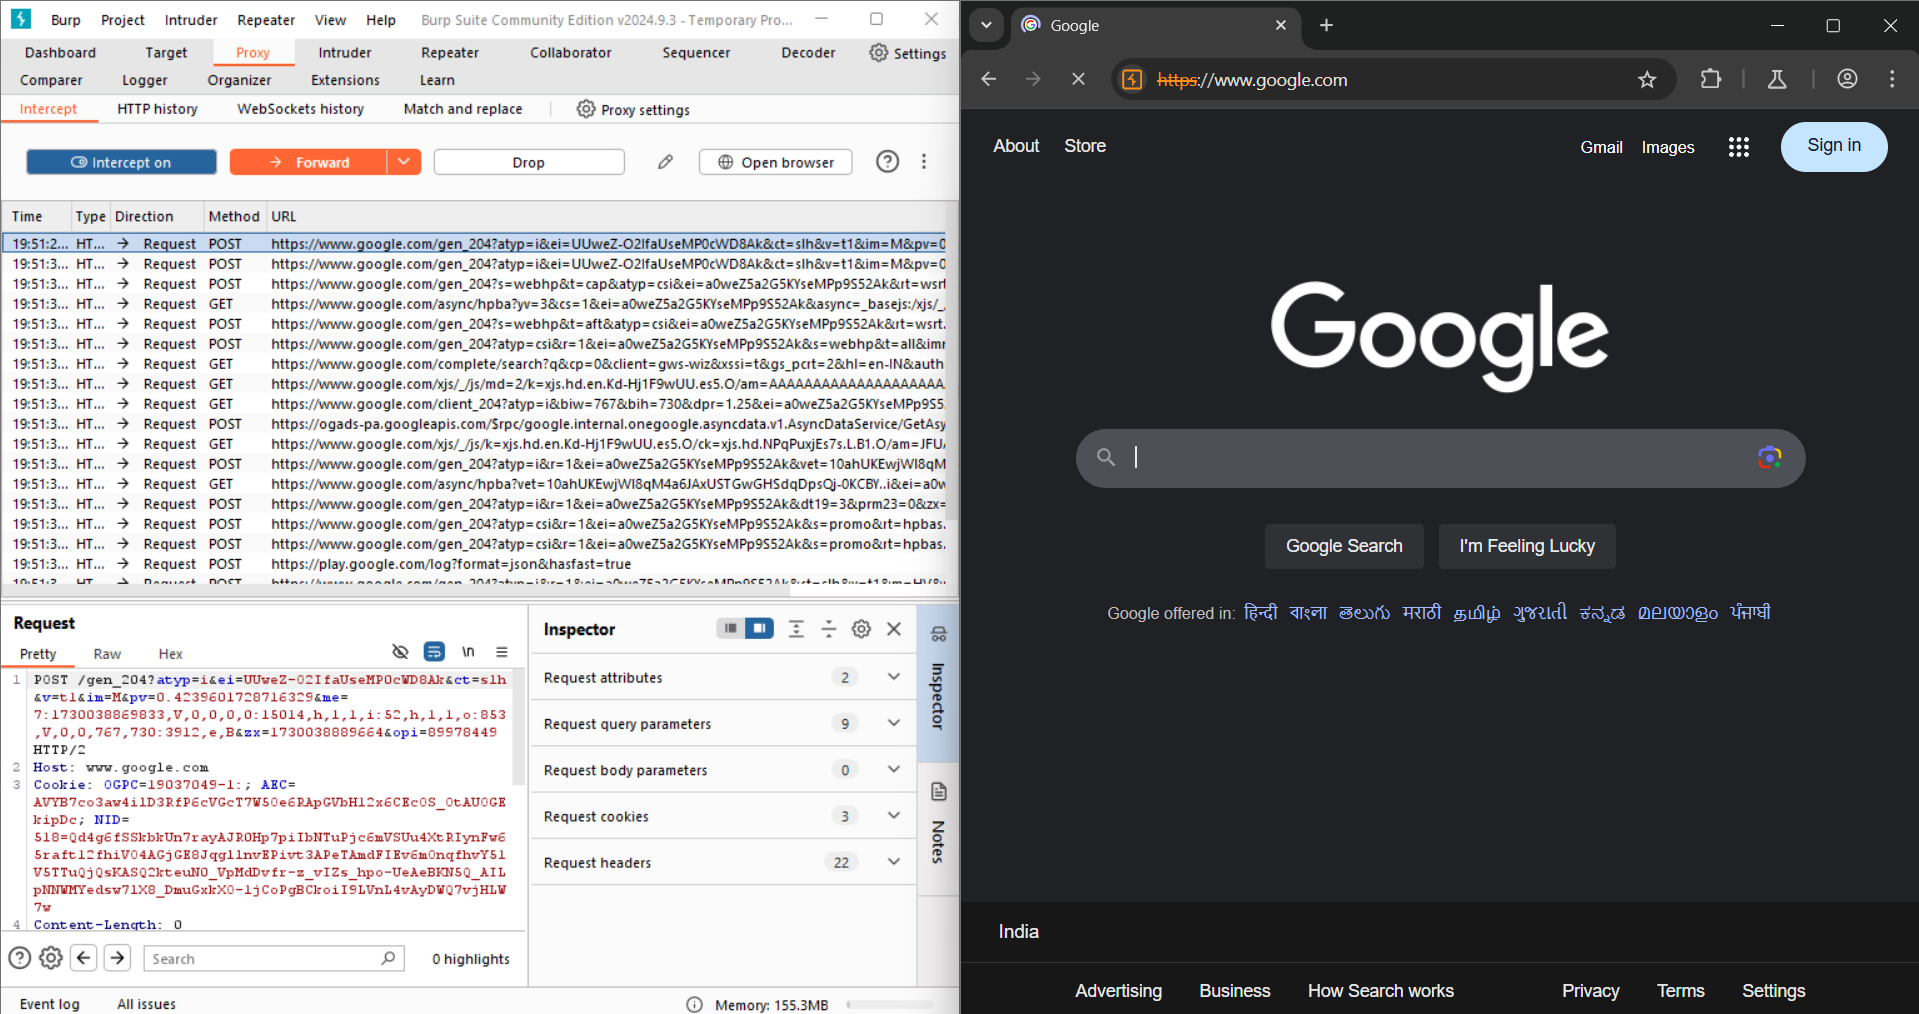 Burp Project Intruder Repeater View Help Burp Suite Community Edition v2024.9.3 - Temporary Pro...
Dashboard Target Proxy Intruder Repeater Collaborator Sequencer Decoder Settings
Comparer Logger Organizer Extensions Learn
Intercept HTTP history WebSockets history Match and replace Proxy settings
Intercept on Forward Drop Open browser
Time Type Direction Method URL
19:51:2... HT... → Request POST https://www.google.com/gen_204?atyp=i&ei=UUweZ-O2IfaUseMP0cWD8Ak&ct=slh&v=t1&im=M&pv=0
19:51:3... HT... → Request POST https://www.google.com/gen_204?atyp=i&ei=UUweZ-O2IfaUseMP0cWD8Ak&ct=slh&v=t1&im=M&pv=0
19:51:3... HT... → Request POST https://www.google.com/gen_204?s=webhp&t=cap&atyp=csi&ei=a0weZ5a2G5KYseMPp9S52Ak&rt=wsrt
19:51:3... HT... → Request GET https://www.google.com/async/hpba?yv=3&cs=1&ei=a0weZ5a2G5KYseMPp9S52Ak&async=_basejs:/xjs/_
19:51:3... HT... → Request POST https://www.google.com/gen_204?s=webhp&t=aft&atyp=csi&ei=a0weZ5a2G5KYseMPp9S52Ak&rt=wsrt.
19:51:3... HT... → Request POST https://www.google.com/gen_204?atyp=csi&r=1&ei=a0weZ5a2G5KYseMPp9S52Ak&s=webhp&t=all&imr
19:51:3... HT... → Request GET https://www.google.com/complete/search?q&cp=0&client=gws-wiz&xssi=t&gs_pcrt=2&hl=en-IN&auth
19:51:3... HT... → Request GET https://www.google.com/xjs/_/js/md=2/k=xjs.hd.en.Kd-Hj1F9wUU.es5.O/am=AAAAAAAAAAAAAAAAAAAA
19:51:3... HT... → Request GET https://www.google.com/client_204?atyp=i&biw=767&bih=730&dpr=1.25&ei=a0weZ5a2G5KYseMPp9S5
19:51:3... HT... → Request POST https://ogads-pa.googleapis.com/$rpc/google.internal.onegoogle.asyncdata.v1.AsyncDataService/GetAsy
19:51:3... HT... → Request GET https://www.google.com/xjs/_/js/k=xjs.hd.en.Kd-Hj1F9wUU.es5.O/ck=xjs.hd.NPqPuxjEs7s.L.B1.O/am=JFU
19:51:3... HT... → Request POST https://www.google.com/gen_204?atyp=i&r=1&ei=a0weZ5a2G5KYseMPp9S52Ak&vet=10ahUKEwjWl8qM
19:51:3... HT... → Request GET https://www.google.com/async/hpba?vet=10ahUKEwjWl8qM4a6JAxUSTGwGHSdqDpsQj-0KCBY..i&ei=a0w
19:51:3... HT... → Request POST https://www.google.com/gen_204?atyp=i&r=1&ei=a0weZ5a2G5KYseMPp9S52Ak&dt19=3&prm23=0&zx=
19:51:3... HT... → Request POST https://www.google.com/gen_204?atyp=csi&r=1&ei=a0weZ5a2G5KYseMPp9S52Ak&s=promo&rt=hpbas.
19:51:3... HT... → Request POST https://www.google.com/gen_204?atyp=csi&r=1&ei=a0weZ5a2G5KYseMPp9S52Ak&s=promo&rt=hpbas.
19:51:3... HT... → Request POST https://play.google.com/log?format=json&hasfast=true
Request
Pretty Raw Hex \n
1 POST /gen_204?atyp=i&ei=UUweZ-O2IfaUseMP0cWD8Ak&ct=slh
&v=t1&im=M&pv=0.4239601728716329&me=
7:1730038869833,V,0,0,0,0:15014,h,1,1,i:52,h,1,1,o:853
,V,0,0,767,730:3912,e,B&zx=1730038889664&opi=89978449
HTTP/2
2 Host: www.google.com
3 Cookie: OGPC=19037049-1:; AEC=
AVYB7co3aw4i1D3RfP6cVGcT7W50e6RApGVbH12x6CEcOS_OtAU0GE
kipDc; NID=
518=Qd4g6fSSkbkUn7rayAJROHp7piIbNTuPjc6mVSUu4XtRIynFw6
5raft12fhiV04AGjGE8Jqg11nvEPivt3APeTAmdFIEv6m0nqfhvY51
V5TTuQjQsKASQ2kteuN0_VpMdDvfr-z_vIZs_hpo-UeAeBKN5Q_AIL
pNNWMYedsw71X8_DmuGxkX0-1jCoPgBCkoiI9LVnL4vAyDWQ7vjHLW
7w
4 Content-Length: 0
Search 0 highlights
Inspector
Request attributes 2
Request query parameters 9
Request body parameters 0
Request cookies 3
Request headers 22
Inspector
Notes
Event log All issues Memory: 155.3MB
Google
https://www.google.com
About Store Gmail Images Sign in
Google
Google Search I'm Feeling Lucky
Google offered in: हिन्दी বাংলা తెలుగు मराठी தமிழ் ગુજરાતી ಕನ್ನಡ മലയാളം ਪੰਜਾਬੀ
India
Advertising Business How Search works Privacy Terms Settings